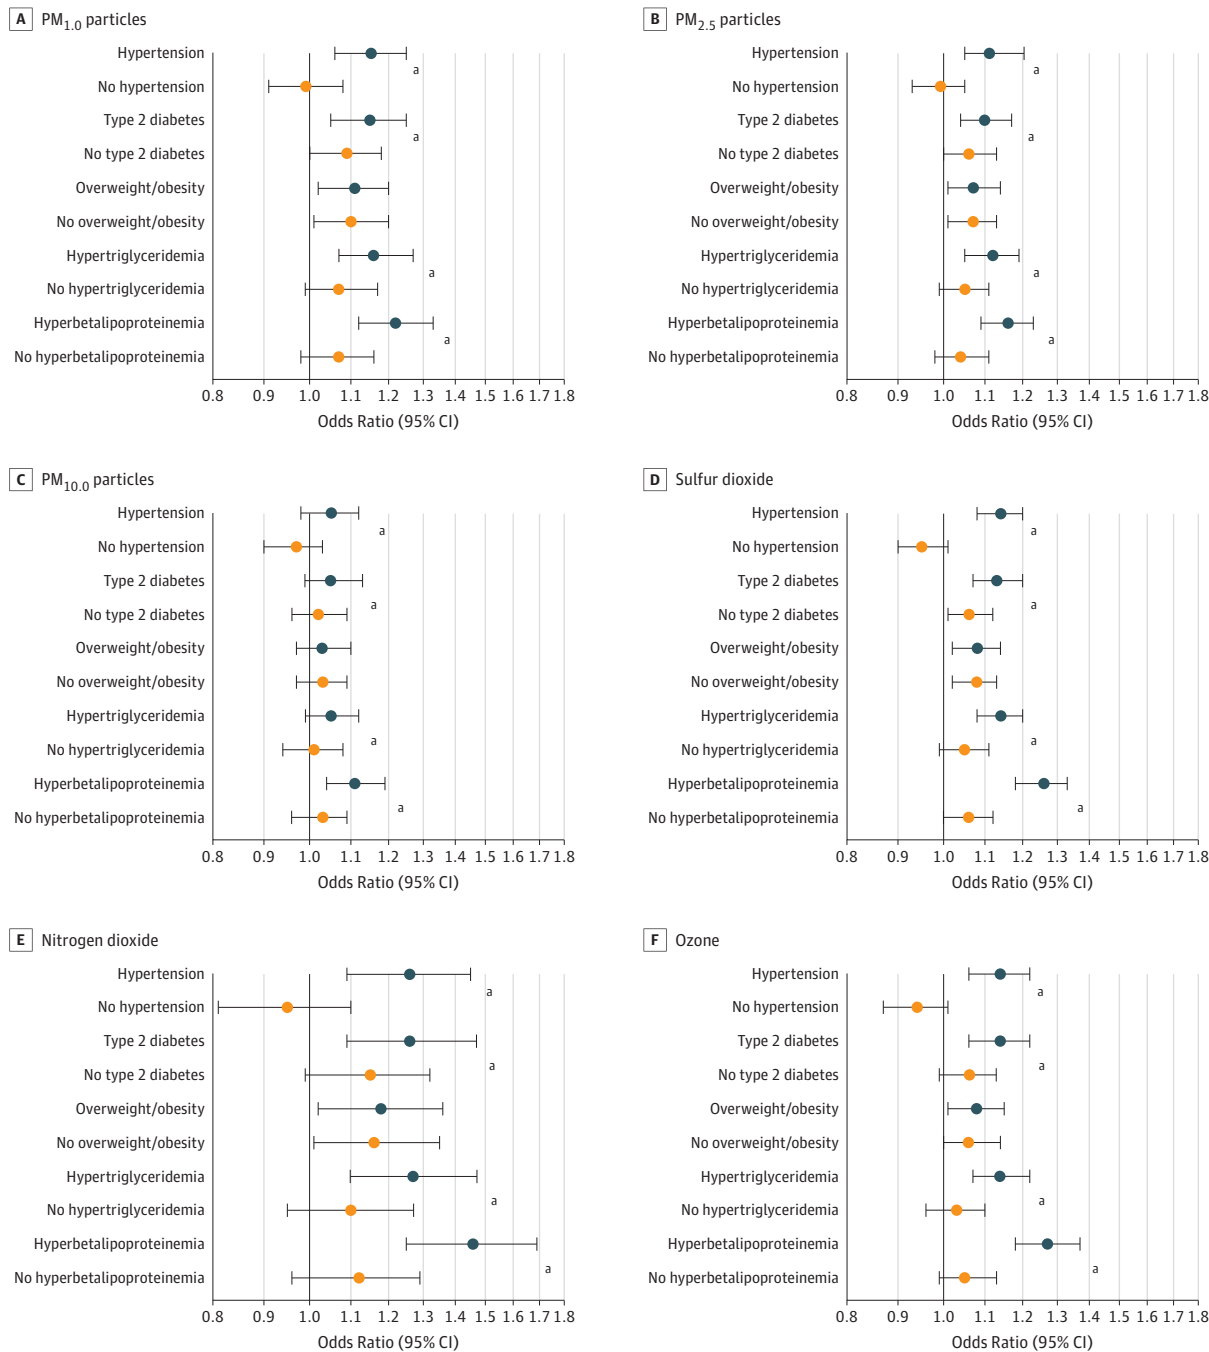 A PM1.0 particles
Hypertension
a
No hypertension
Type 2 diabetes
a
No type 2 diabetes
Overweight/obesity
No overweight/obesity
Hypertriglyceridemia
a
No hypertriglyceridemia
Hyperbetalipoproteinemia
a
No hyperbetalipoproteinemia
0.8 0.9 1.0 1.1 1.2 1.3 1.4 1.5 1.6 1.7 1.8
Odds Ratio (95% CI)
B PM2.5 particles
Hypertension
a
No hypertension
Type 2 diabetes
a
No type 2 diabetes
Overweight/obesity
No overweight/obesity
Hypertriglyceridemia
a
No hypertriglyceridemia
Hyperbetalipoproteinemia
a
No hyperbetalipoproteinemia
0.8 0.9 1.0 1.1 1.2 1.3 1.4 1.5 1.6 1.7 1.8
Odds Ratio (95% CI)
C PM10.0 particles
Hypertension
a
No hypertension
Type 2 diabetes
a
No type 2 diabetes
Overweight/obesity
No overweight/obesity
Hypertriglyceridemia
a
No hypertriglyceridemia
Hyperbetalipoproteinemia
a
No hyperbetalipoproteinemia
0.8 0.9 1.0 1.1 1.2 1.3 1.4 1.5 1.6 1.7 1.8
Odds Ratio (95% CI)
D Sulfur dioxide
Hypertension
a
No hypertension
Type 2 diabetes
a
No type 2 diabetes
Overweight/obesity
No overweight/obesity
Hypertriglyceridemia
a
No hypertriglyceridemia
Hyperbetalipoproteinemia
a
No hyperbetalipoproteinemia
0.8 0.9 1.0 1.1 1.2 1.3 1.4 1.5 1.6 1.7 1.8
Odds Ratio (95% CI)
E Nitrogen dioxide
Hypertension
a
No hypertension
Type 2 diabetes
a
No type 2 diabetes
Overweight/obesity
No overweight/obesity
Hypertriglyceridemia
a
No hypertriglyceridemia
Hyperbetalipoproteinemia
a
No hyperbetalipoproteinemia
0.8 0.9 1.0 1.1 1.2 1.3 1.4 1.5 1.6 1.7 1.8
Odds Ratio (95% CI)
F Ozone
Hypertension
a
No hypertension
Type 2 diabetes
a
No type 2 diabetes
Overweight/obesity
No overweight/obesity
Hypertriglyceridemia
a
No hypertriglyceridemia
Hyperbetalipoproteinemia
a
No hyperbetalipoproteinemia
0.8 0.9 1.0 1.1 1.2 1.3 1.4 1.5 1.6 1.7 1.8
Odds Ratio (95% CI)